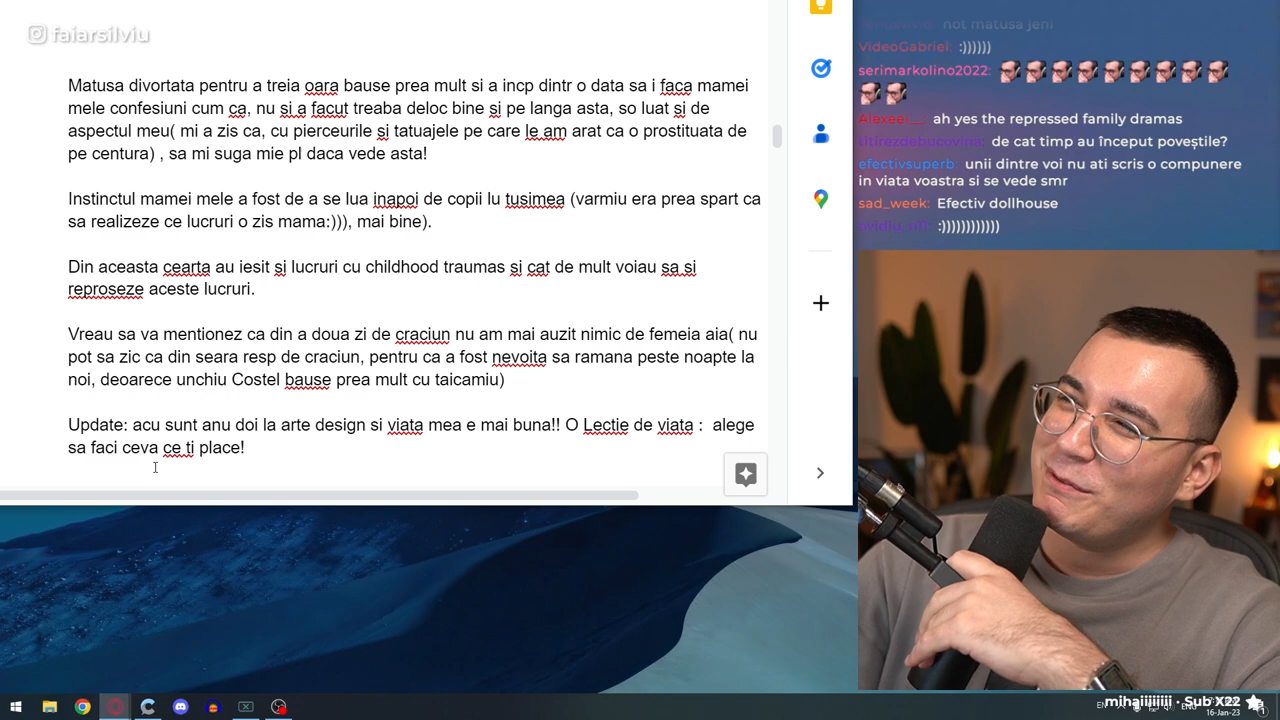 faiarsilviu
Matusa divortata pentru a treia oara bause prea mult si a incp dintr o data sa i faca mamei
mele confesiuni cum ca, nu si a facut treaba deloc bine si pe langa asta, so luat si de
aspectul meu( mi a zis ca, cu pierceurile si tatuajele pe care le am arat ca o prostituata de
pe centura) , sa mi suga mie pl daca vede asta!
Instinctul mamei mele a fost de a se lua inapoi de copii lu tusimea (varmiu era prea spart ca
sa realizeze ce lucruri o zis mama:))), mai bine).
Din aceasta cearta au iesit si lucruri cu childhood traumas si cat de mult voiau sa si
reproseze aceste lucruri.
Vreau sa va mentionez ca din a doua zi de craciun nu am mai auzit nimic de femeia aia( nu
pot sa zic ca din seara resp de craciun, pentru ca a fost nevoita sa ramana peste noapte la
noi, deoarece unchiu Costel bause prea mult cu taicamiu)
Update: acu sunt anu doi la arte design si viata mea e mai buna!! O Lectie de viata :  alege
sa faci ceva ce ti place!
not matusa jeni
VideoGabriel: :))))))
serimarkolino2022:
ah yes the repressed family dramas
de cat timp au început poveștile?
efectivsuperb: unii dintre voi nu ati scris o compunere
in viata voastra si se vede smr
sad_week: Efectiv dollhouse
:))))))))))))
mihaiijiijiii · Sub X22
16-Jan-23